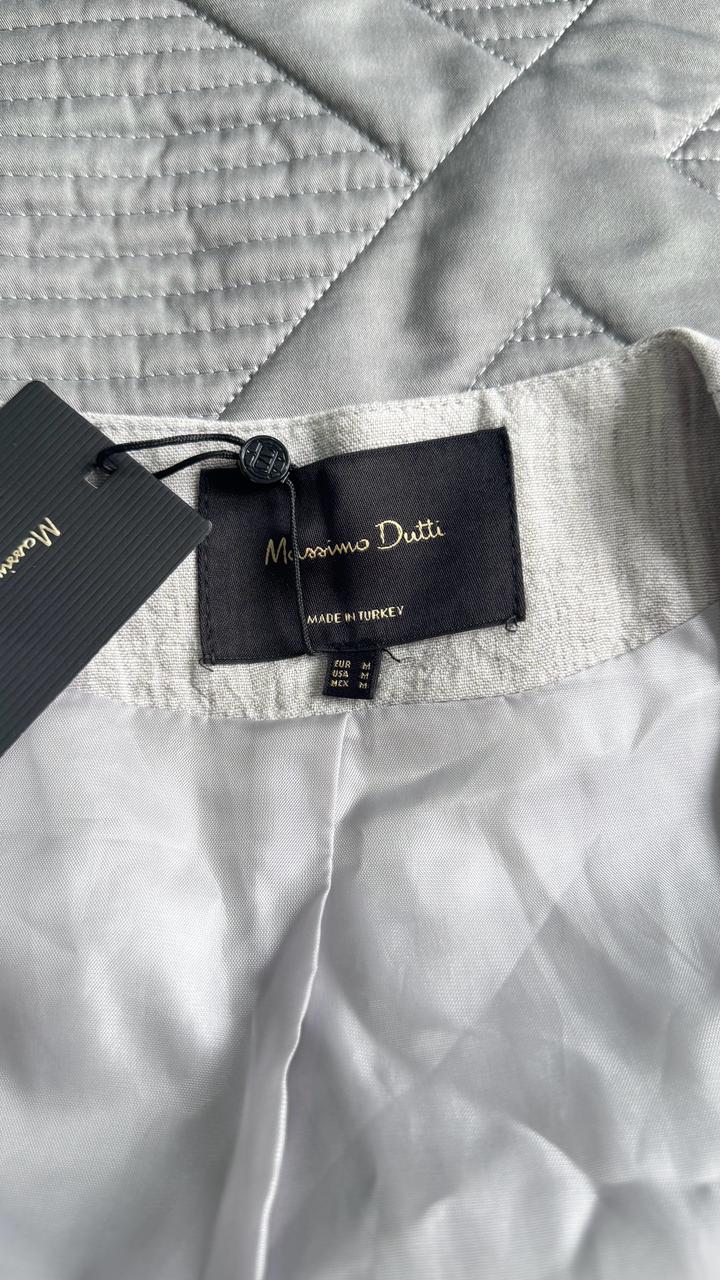 Massimo Dutti
MADE IN TURKEY
EUR M
USA M
MEX M